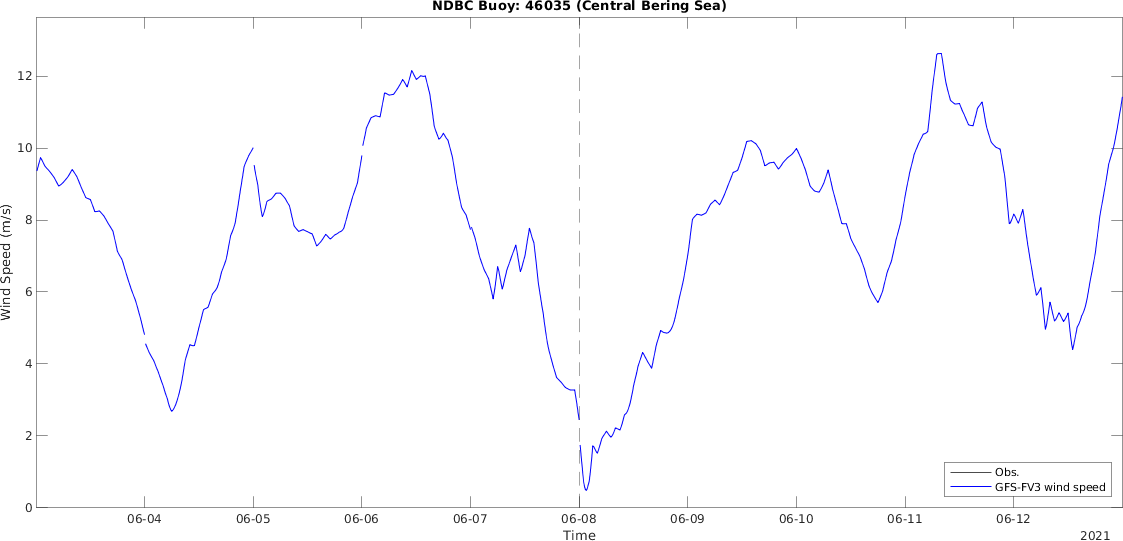 NDBC Buoy: 46035 (Central Bering Sea)
Wind Speed (m/s)
12
10
8
6
4
2
0
Obs.
GFS-FV3 wind speed
06-04 06-05 06-06 06-07 06-08 06-09 06-10 06-11 06-12
Time
2021